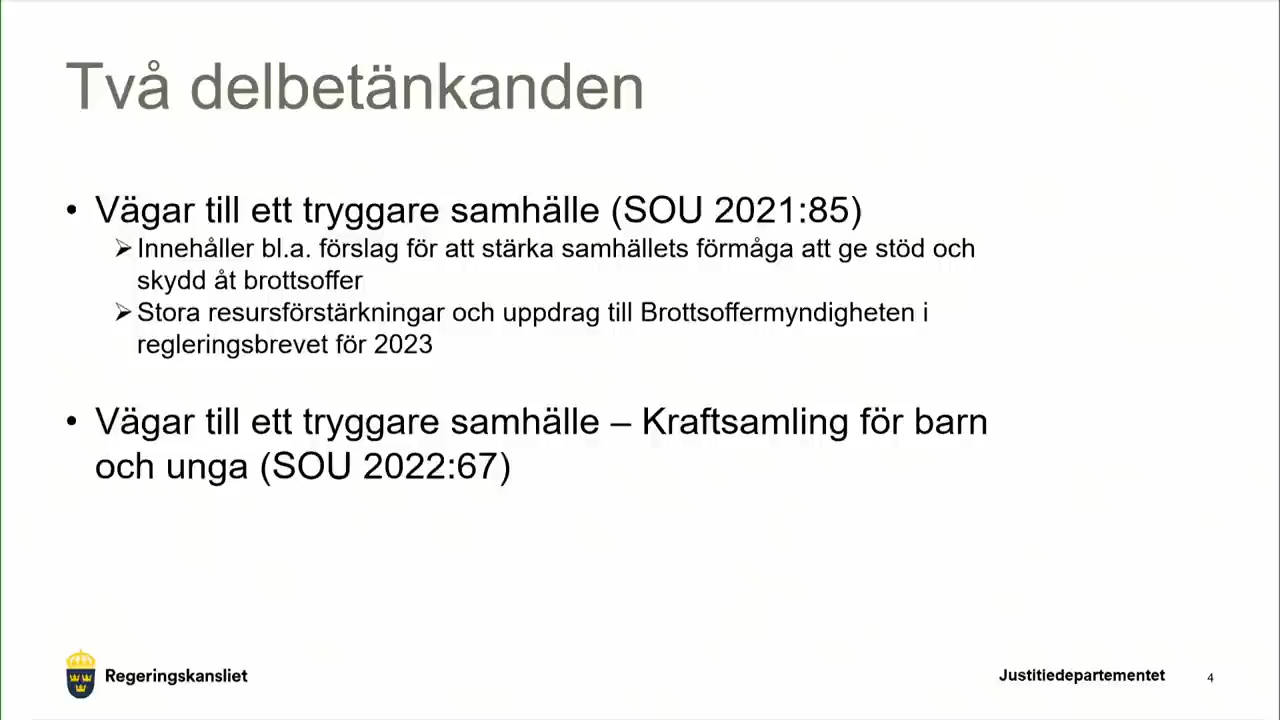 Två delbetänkanden
• Vägar till ett tryggare samhälle (SOU 2021:85)
➢ Innehåller bl.a. förslag för att stärka samhällets förmåga att ge stöd och
skydd åt brottsoffer
➢ Stora resursförstärkningar och uppdrag till Brottsoffermyndigheten i
regleringsbrevet för 2023
• Vägar till ett tryggare samhälle – Kraftsamling för barn
och unga (SOU 2022:67)
Regeringskansliet
Justitiedepartementet
4